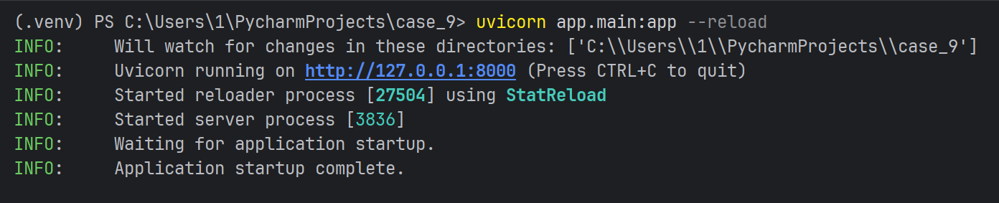 (.venv) PS C:\Users\1\PycharmProjects\case_9> uvicorn app.main:app --reload
INFO:     Will watch for changes in these directories: ['C:\\Users\\1\\PycharmProjects\\case_9']
INFO:     Uvicorn running on http://127.0.0.1:8000 (Press CTRL+C to quit)
INFO:     Started reloader process [27504] using StatReload
INFO:     Started server process [3836]
INFO:     Waiting for application startup.
INFO:     Application startup complete.